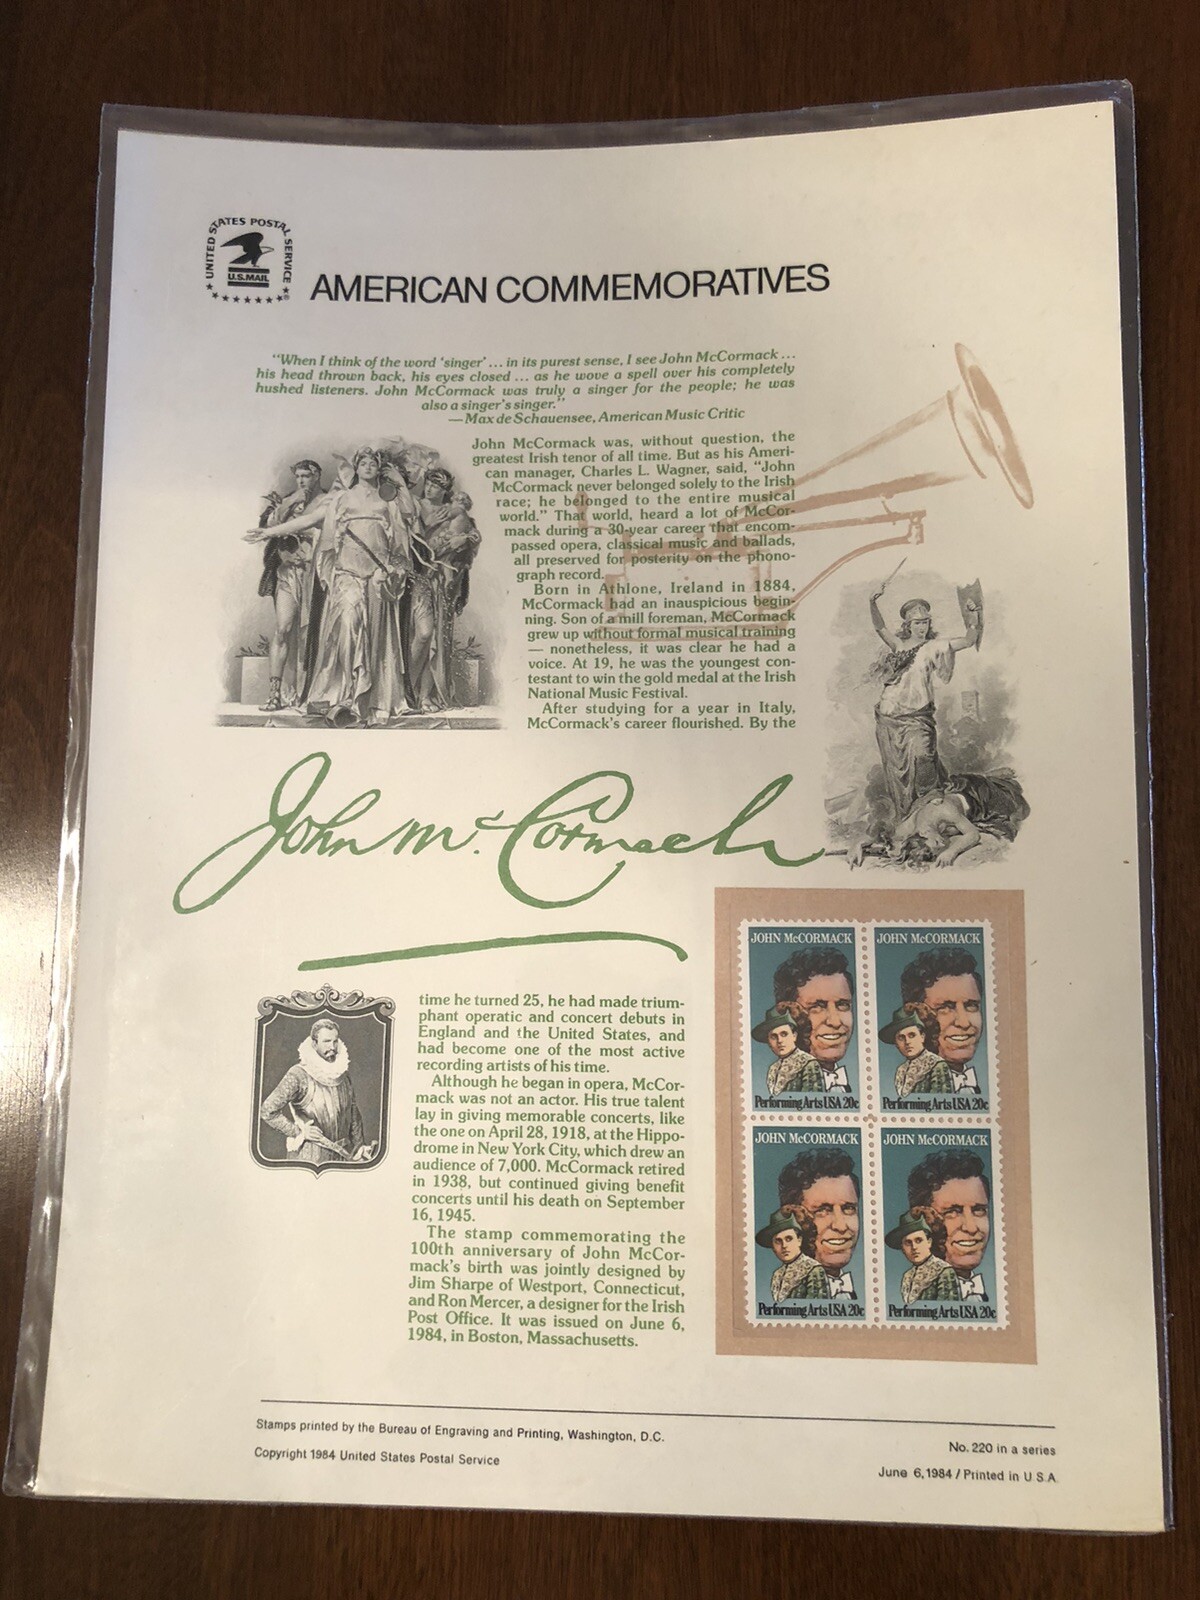 UNITED STATES POSTAL SERVICE
U.S.MAIL
AMERICAN COMMEMORATIVES
"When I think of the word 'singer' ... in its purest sense, I see John McCormack ...
his head thrown back, his eyes closed ... as he wove a spell over his completely
hushed listeners. John McCormack was truly a singer for the people; he was
also a singer's singer."
—Max de Schauensee, American Music Critic
John McCormack was, without question, the
greatest Irish tenor of all time. But as his Ameri-
can manager, Charles L. Wagner, said, "John
McCormack never belonged solely to the Irish
race; he belonged to the entire musical
world." That world, heard a lot of McCor-
mack during a 30-year career that encom-
passed opera, classical music and ballads,
all preserved for posterity on the phono-
graph record.
Born in Athlone, Ireland in 1884,
McCormack had an inauspicious begin-
ning. Son of a mill foreman, McCormack
grew up without formal musical training
— nonetheless, it was clear he had a
voice. At 19, he was the youngest con-
testant to win the gold medal at the Irish
National Music Festival.
After studying for a year in Italy,
McCormack's career flourished. By the
John McCormack
time he turned 25, he had made trium-
phant operatic and concert debuts in
England and the United States, and
had become one of the most active
recording artists of his time.
Although he began in opera, McCor-
mack was not an actor. His true talent
lay in giving memorable concerts, like
the one on April 28, 1918, at the Hippo-
drome in New York City, which drew an
audience of 7,000. McCormack retired
in 1938, but continued giving benefit
concerts until his death on September
16, 1945.
The stamp commemorating the
100th anniversary of John McCor-
mack's birth was jointly designed by
Jim Sharpe of Westport, Connecticut,
and Ron Mercer, a designer for the Irish
Post Office. It was issued on June 6,
1984, in Boston, Massachusetts.
JOHN McCORMACK
Performing Arts USA 20c
JOHN McCORMACK
Performing Arts USA 20c
JOHN McCORMACK
Performing Arts USA 20c
JOHN McCORMACK
Performing Arts USA 20c
Stamps printed by the Bureau of Engraving and Printing, Washington, D.C.
Copyright 1984 United States Postal Service
No. 220 in a series
June 6, 1984 / Printed in U S A